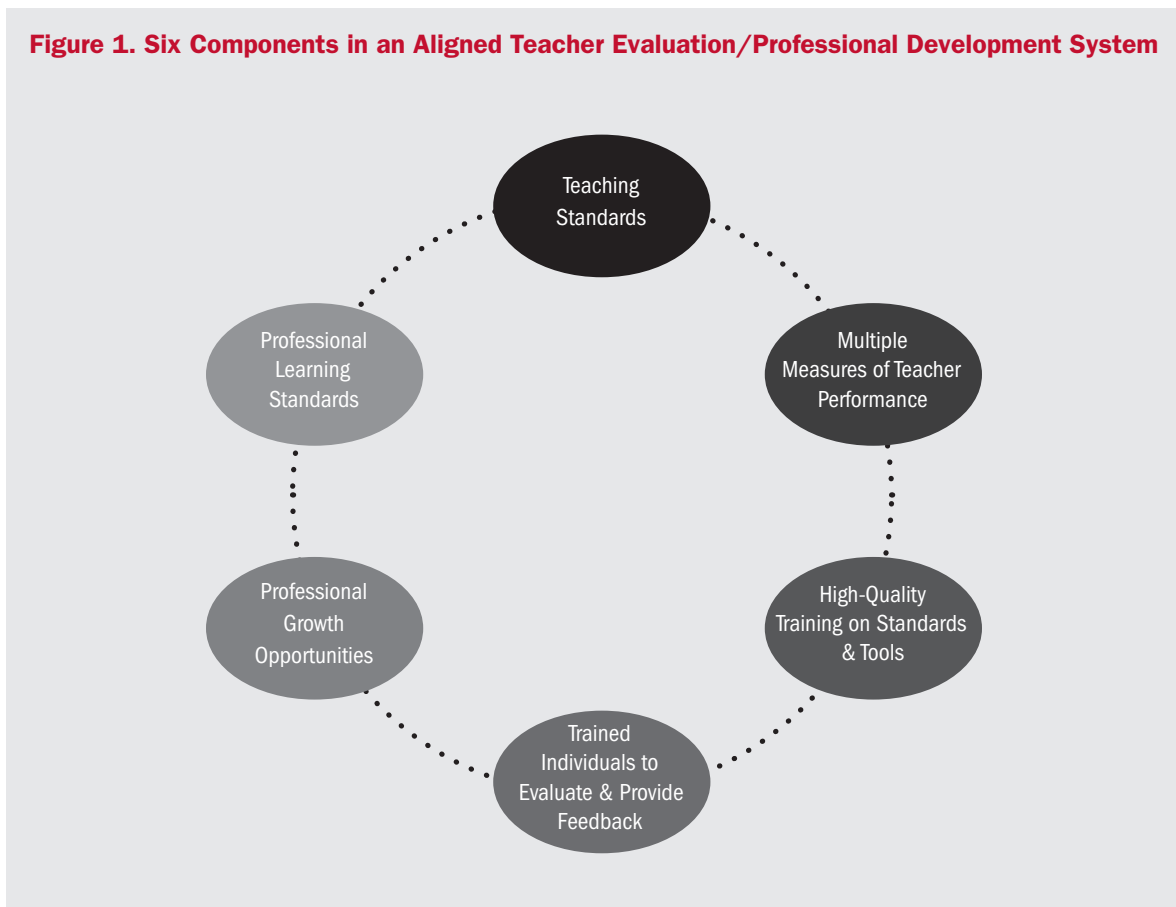 Figure 1. Six Components in an Aligned Teacher Evaluation/Professional Development System
Teaching
Standards
Multiple
Measures of Teacher
Performance
High-Quality
Training on Standards
& Tools
Trained
Individuals to
Evaluate & Provide
Feedback
Professional
Growth
Opportunities
Professional
Learning
Standards